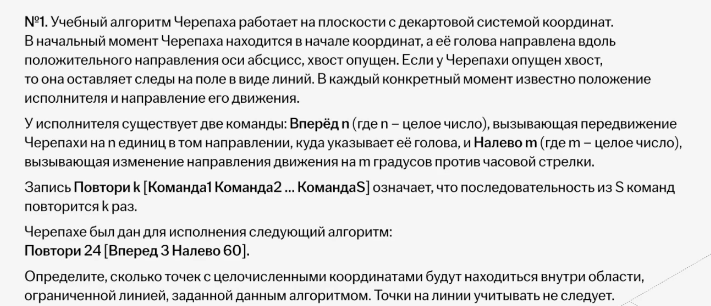 №1. Учебный алгоритм Черепаха работает на плоскости с декартовой системой координат.
В начальный момент Черепаха находится в начале координат, а её голова направлена вдоль
положительного направления оси абсцисс, хвост опущен. Если у Черепахи опущен хвост,
то она оставляет следы на поле в виде линий. В каждый конкретный момент известно положение
исполнителя и направление его движения.
У исполнителя существует две команды: Вперёд n (где n – целое число), вызывающая передвижение
Черепахи на n единиц в том направлении, куда указывает её голова, и Налево m (где m – целое число),
вызывающая изменение направления движения на m градусов против часовой стрелки.
Запись Повтори k [Команда1 Команда2 ... КомандаS] означает, что последовательность из S команд
повторится k раз.
Черепахе был дан для исполнения следующий алгоритм:
Повтори 24 [Вперед 3 Налево 60].
Определите, сколько точек с целочисленными координатами будут находиться внутри области,
ограниченной линией, заданной данным алгоритмом. Точки на линии учитывать не следует.